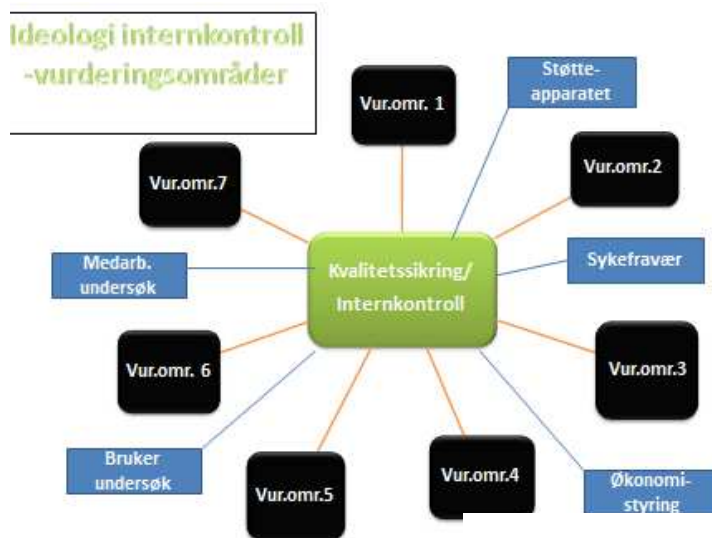 Ideologi internkontroll
-vurderingsområder
Vur.omr. 1
Støtte-
apparatet
Vur.omr.2
Vur.omr.7
Kvalitetssikring/
Internkontroll
Medarb.
undersøk
Sykefravær
Vur.omr. 6
Vur.omr.3
Bruker
undersøk
Vur.omr.5
Vur.omr.4
Økonomi-
styring